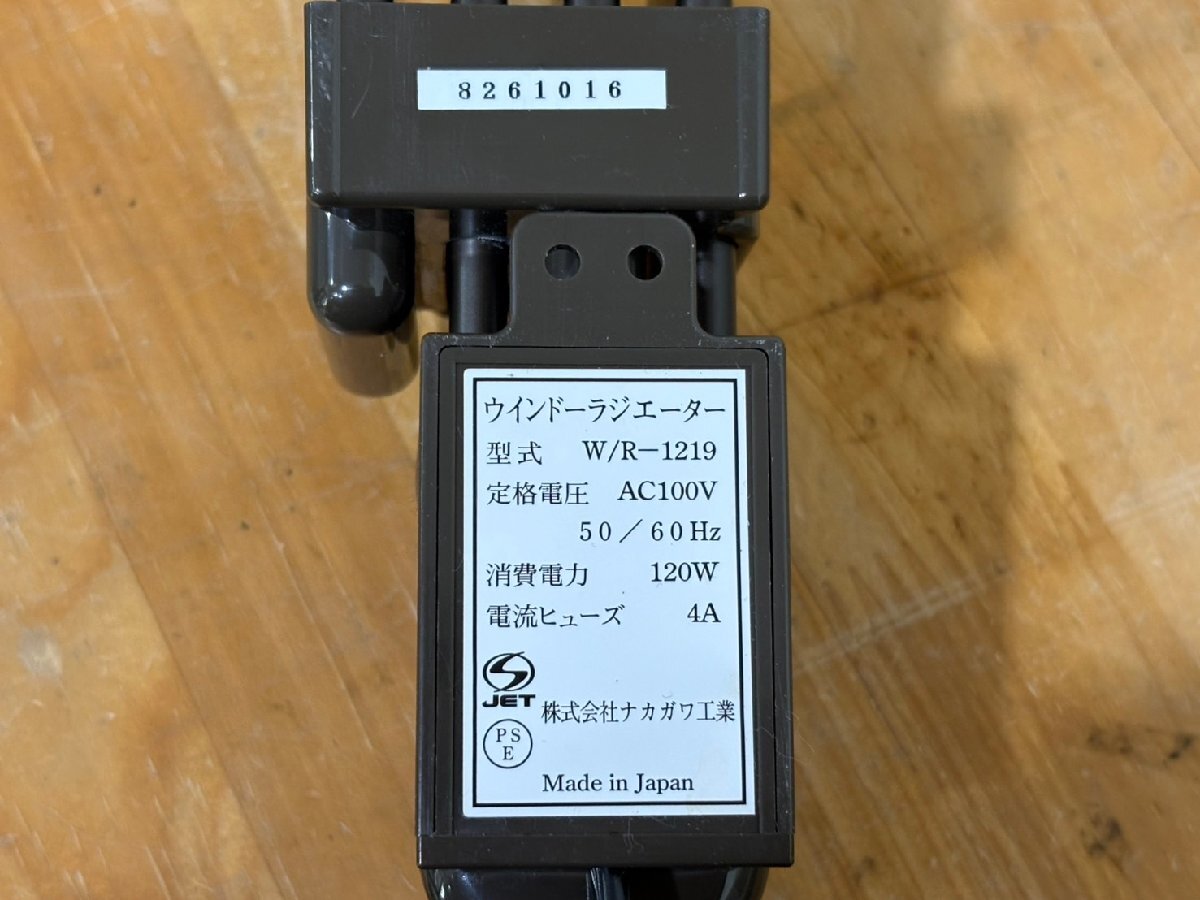 8261016
ウインドーラジエーター
型式 W/R-1219
定格電圧 AC100V
50/60Hz
消費電力 120W
電流ヒューズ 4A
JET
株式会社ナカガワ工業
PS
E
Made in Japan